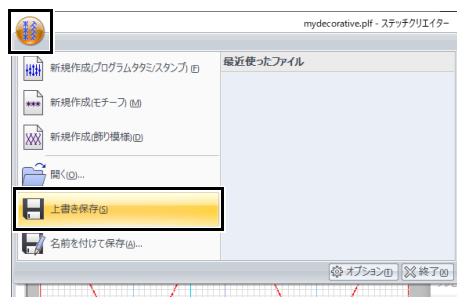 mydecorative.plf - ステッチクリエイター
新規作成(プログラムタタミ/スタンプ)(F)
最近使ったファイル
新規作成(モチーフ)(M)
新規作成(飾り模様)(D)
開く(O)...
上書き保存(S)
名前を付けて保存(A)...
オプション(I)
終了(X)